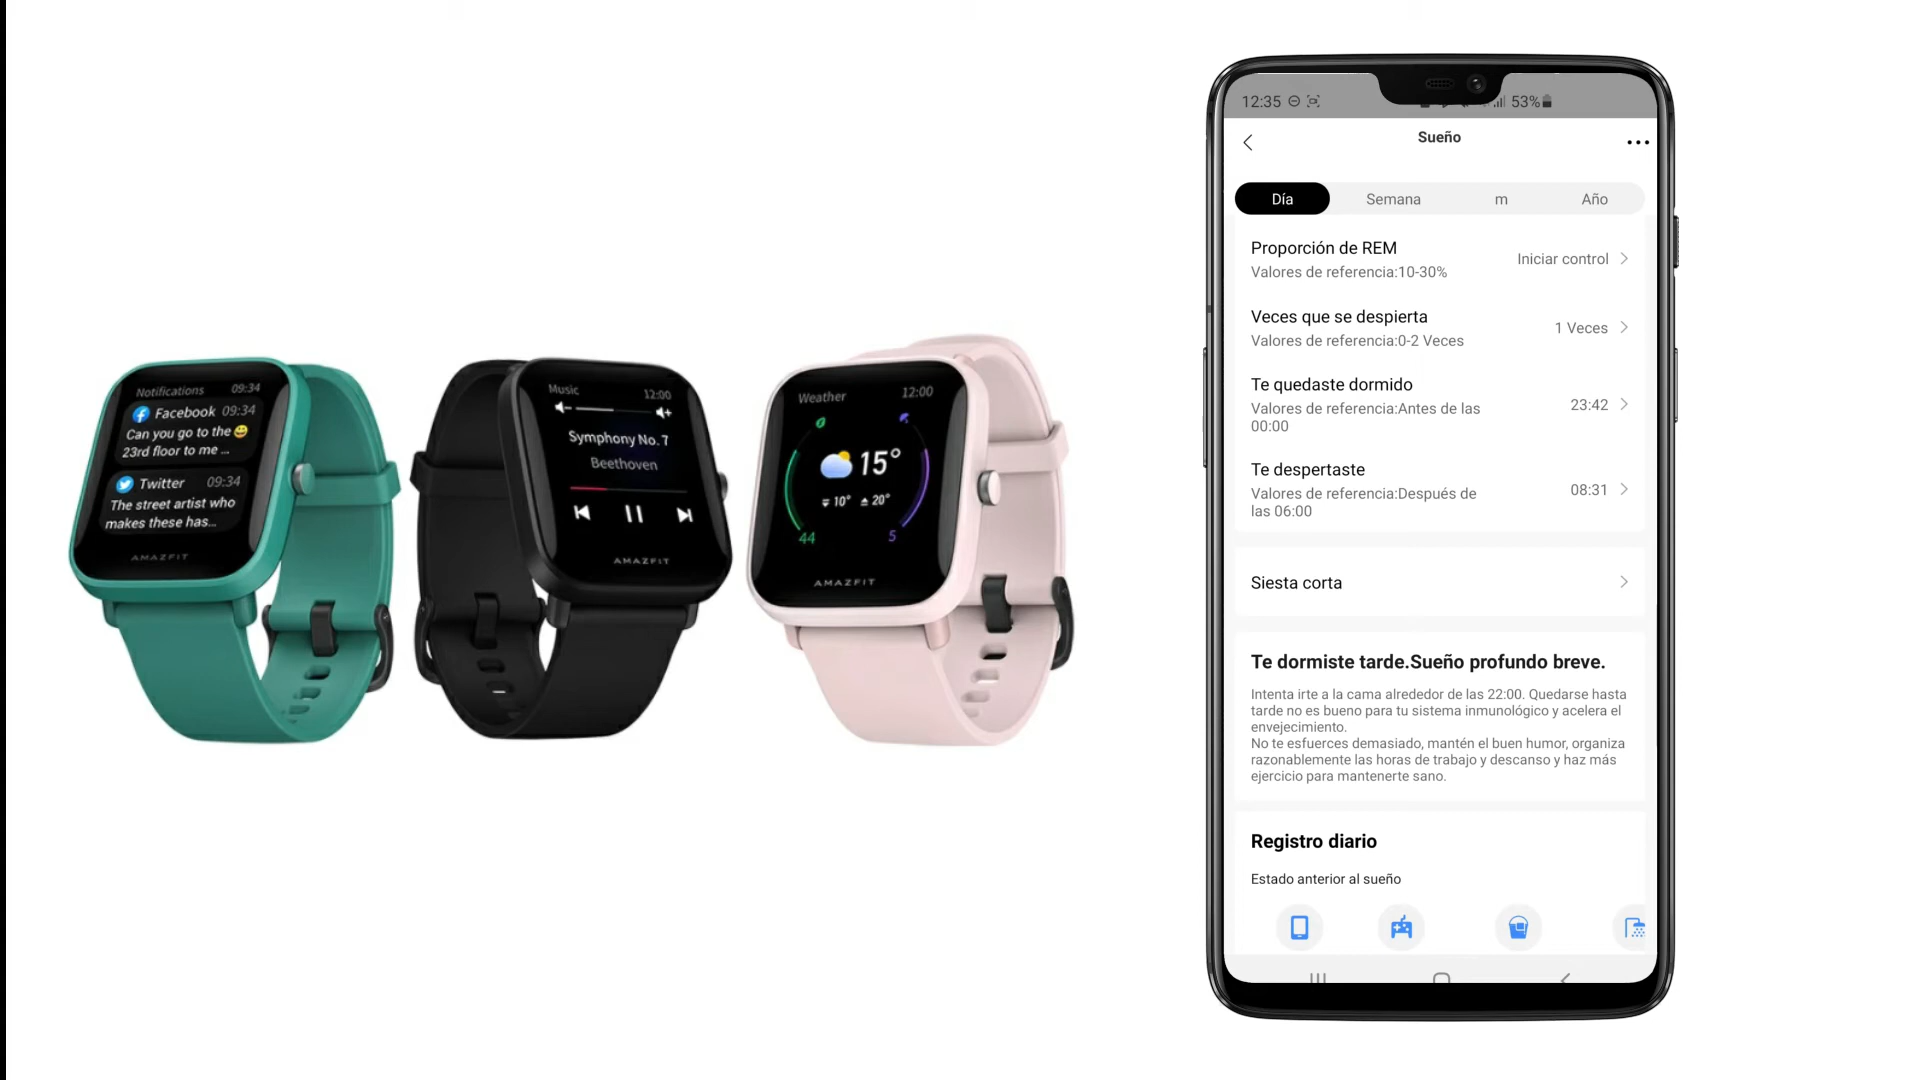 Notifications 09:34
Facebook 09:34
Can you go to the 😀
23rd floor to me ...
Twitter 09:34
The street artist who
makes these has...
AMAZFIT
Music 12:00
Symphony No. 7
Beethoven
AMAZFIT
Weather 12:00
15°
10° 20°
44 5
AMAZFIT
12:35 53%
Sueño
Día Semana m Año
Proporción de REM
Iniciar control
Valores de referencia:10-30%
Veces que se despierta
1 Veces
Valores de referencia:0-2 Veces
Te quedaste dormido
23:42
Valores de referencia:Antes de las
00:00
Te despertaste
08:31
Valores de referencia:Después de
las 06:00
Siesta corta
Te dormiste tarde.Sueño profundo breve.
Intenta irte a la cama alrededor de las 22:00. Quedarse hasta
tarde no es bueno para tu sistema inmunológico y acelera el
envejecimiento.
No te esfuerces demasiado, mantén el buen humor, organiza
razonablemente las horas de trabajo y descanso y haz más
ejercicio para mantenerte sano.
Registro diario
Estado anterior al sueño